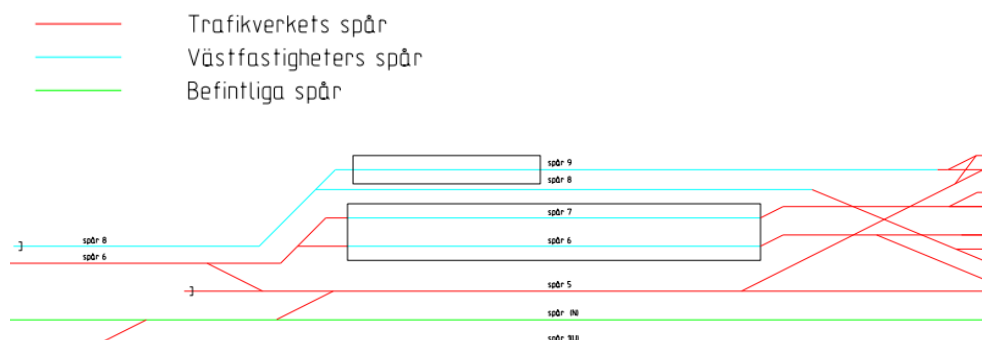 Trafikverkets spår
Västfastigheters spår
Befintliga spår
spår 9
spår 8
spår 7
spår 8
spår 6
spår 6
spår 5
spår
spår